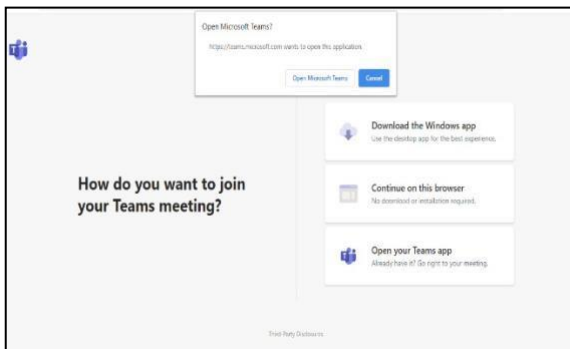 Open Microsoft Teams?
https://teams.microsoft.com wants to open this application.
Open Microsoft Teams
Cancel
How do you want to join
your Teams meeting?
Download the Windows app
Use the desktop app for the best experience.
Continue on this browser
No download or installation required.
Open your Teams app
Already have it? Go right to your meeting.
Third Party Disclosures